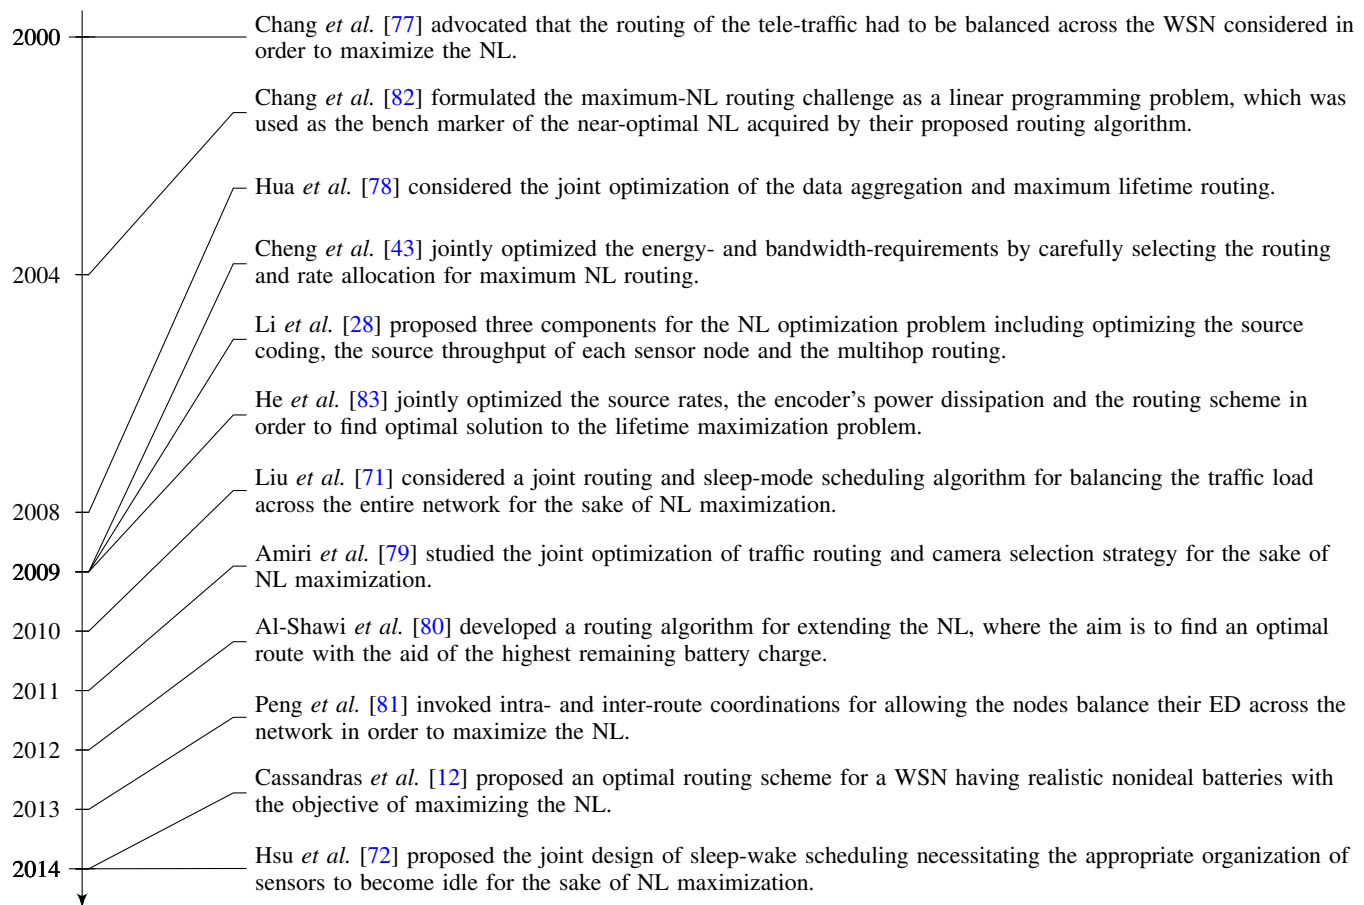 2000
Chang et al. [77] advocated that the routing of the tele-traffic had to be balanced across the WSN considered in
order to maximize the NL.
Chang et al. [82] formulated the maximum-NL routing challenge as a linear programming problem, which was
used as the bench marker of the near-optimal NL acquired by their proposed routing algorithm.
Hua et al. [78] considered the joint optimization of the data aggregation and maximum lifetime routing.
Cheng et al. [43] jointly optimized the energy- and bandwidth-requirements by carefully selecting the routing
2004
and rate allocation for maximum NL routing.
Li et al. [28] proposed three components for the NL optimization problem including optimizing the source
coding, the source throughput of each sensor node and the multihop routing.
He et al. [83] jointly optimized the source rates, the encoder's power dissipation and the routing scheme in
order to find optimal solution to the lifetime maximization problem.
Liu et al. [71] considered a joint routing and sleep-mode scheduling algorithm for balancing the traffic load
across the entire network for the sake of NL maximization.
2008
Amiri et al. [79] studied the joint optimization of traffic routing and camera selection strategy for the sake of
2009
NL maximization.
Al-Shawi et al. [80] developed a routing algorithm for extending the NL, where the aim is to find an optimal
2010
route with the aid of the highest remaining battery charge.
2011
Peng et al. [81] invoked intra- and inter-route coordinations for allowing the nodes balance their ED across the
network in order to maximize the NL.
2012
Cassandras et al. [12] proposed an optimal routing scheme for a WSN having realistic nonideal batteries with
the objective of maximizing the NL.
2013
Hsu et al. [72] proposed the joint design of sleep-wake scheduling necessitating the appropriate organization of
2014
sensors to become idle for the sake of NL maximization.